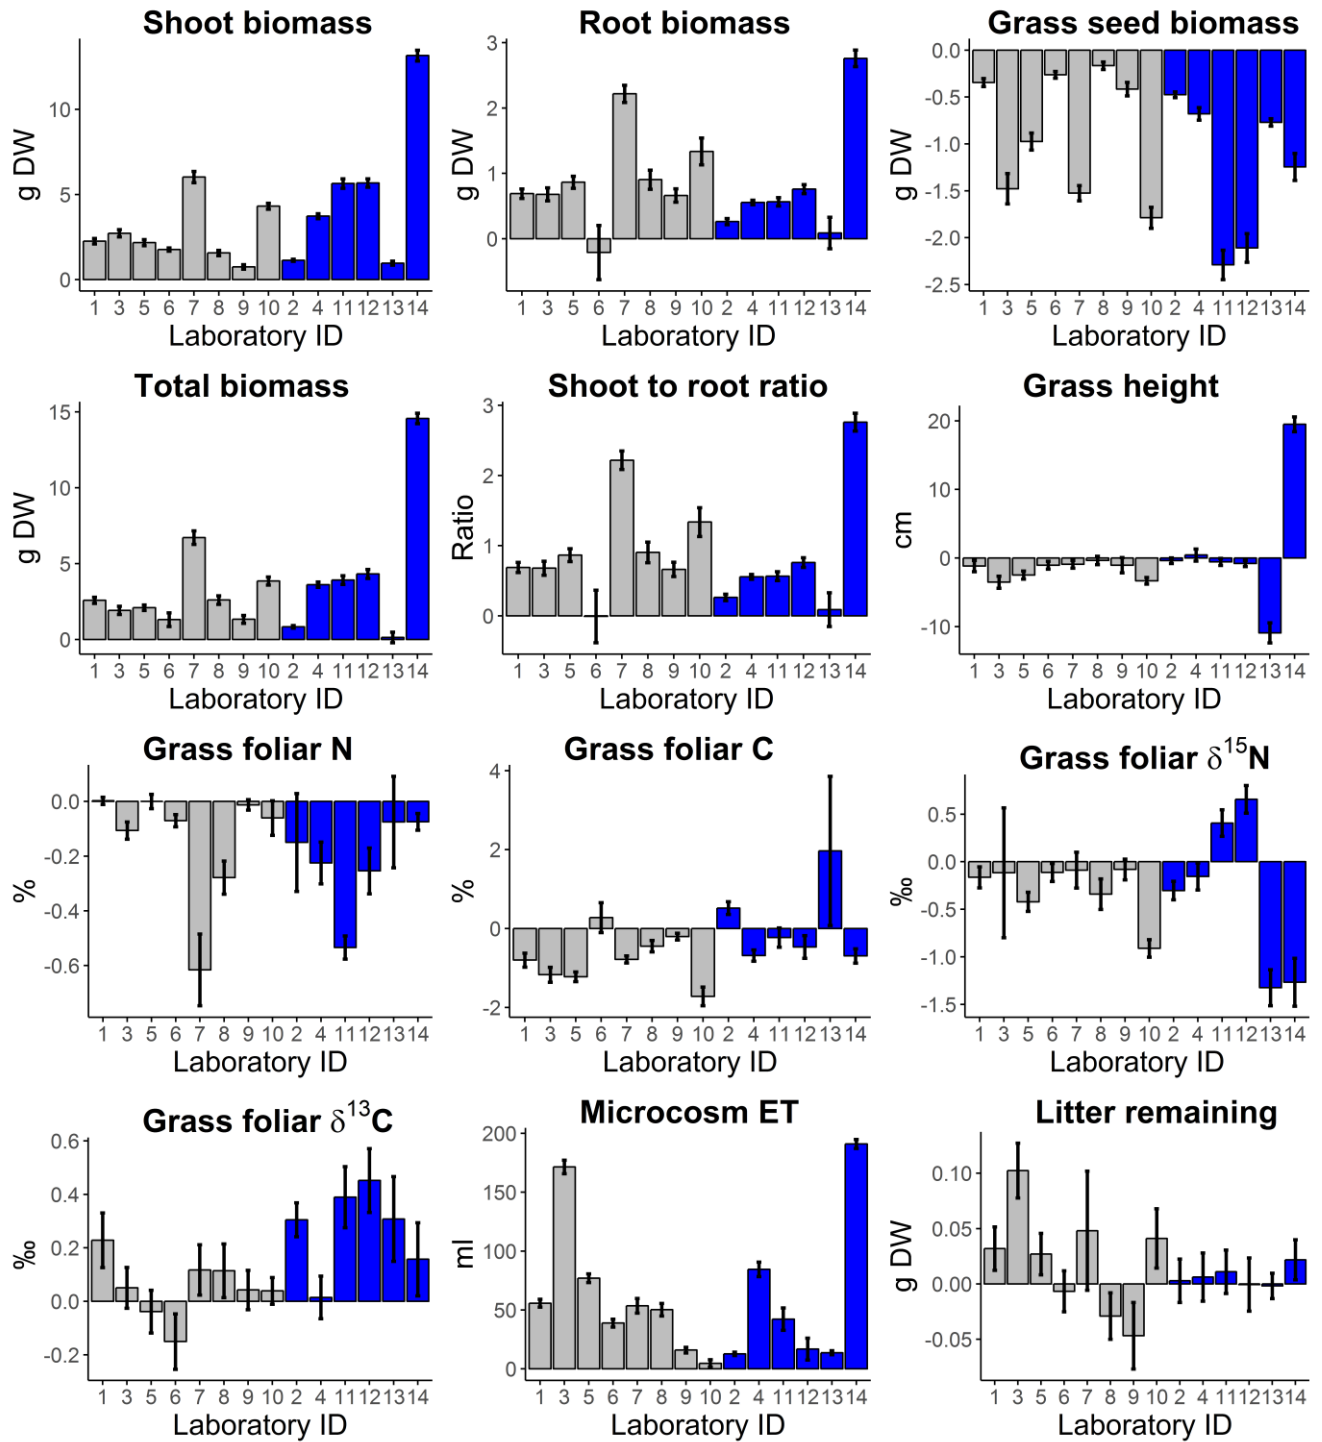 Shoot biomass
g DW
10
5
0
1 3 5 6 7 8 9 10 2 4 11 12 13 14
Laboratory ID
Root biomass
g DW
3
2
1
0
1 3 5 6 7 8 9 10 2 4 11 12 13 14
Laboratory ID
Grass seed biomass
g DW
0.0
-0.5
-1.0
-1.5
-2.0
-2.5
1 3 5 6 7 8 9 10 2 4 11 12 13 14
Laboratory ID
Total biomass
g DW
15
10
5
0
1 3 5 6 7 8 9 10 2 4 11 12 13 14
Laboratory ID
Shoot to root ratio
Ratio
3
2
1
0
1 3 5 6 7 8 9 10 2 4 11 12 13 14
Laboratory ID
Grass height
cm
20
10
0
-10
1 3 5 6 7 8 9 10 2 4 11 12 13 14
Laboratory ID
Grass foliar N
%
0.0
-0.2
-0.4
-0.6
1 3 5 6 7 8 9 10 2 4 11 12 13 14
Laboratory ID
Grass foliar C
%
4
2
0
-2
1 3 5 6 7 8 9 10 2 4 11 12 13 14
Laboratory ID
Grass foliar δ¹⁵N
‰
0.5
0.0
-0.5
-1.0
-1.5
1 3 5 6 7 8 9 10 2 4 11 12 13 14
Laboratory ID
Grass foliar δ¹³C
‰
0.6
0.4
0.2
0.0
-0.2
1 3 5 6 7 8 9 10 2 4 11 12 13 14
Laboratory ID
Microcosm ET
ml
200
150
100
50
0
1 3 5 6 7 8 9 10 2 4 11 12 13 14
Laboratory ID
Litter remaining
g DW
0.10
0.05
0.00
-0.05
1 3 5 6 7 8 9 10 2 4 11 12 13 14
Laboratory ID